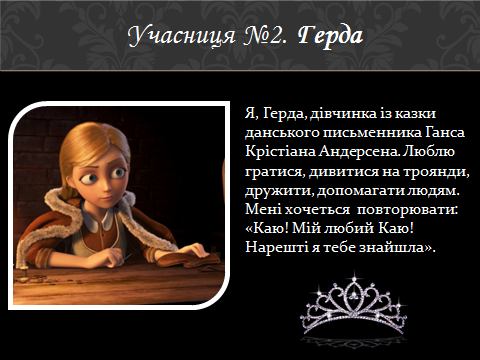 Учасниця №2. Герда
Я, Герда, дівчинка із казки
данського письменника Ганса
Крістіана Андерсена. Люблю
гратися, дивитися на троянди,
дружити, допомагати людям.
Мені хочеться повторювати:
«Каю! Мій любий Каю!
Нарешті я тебе знайшла».